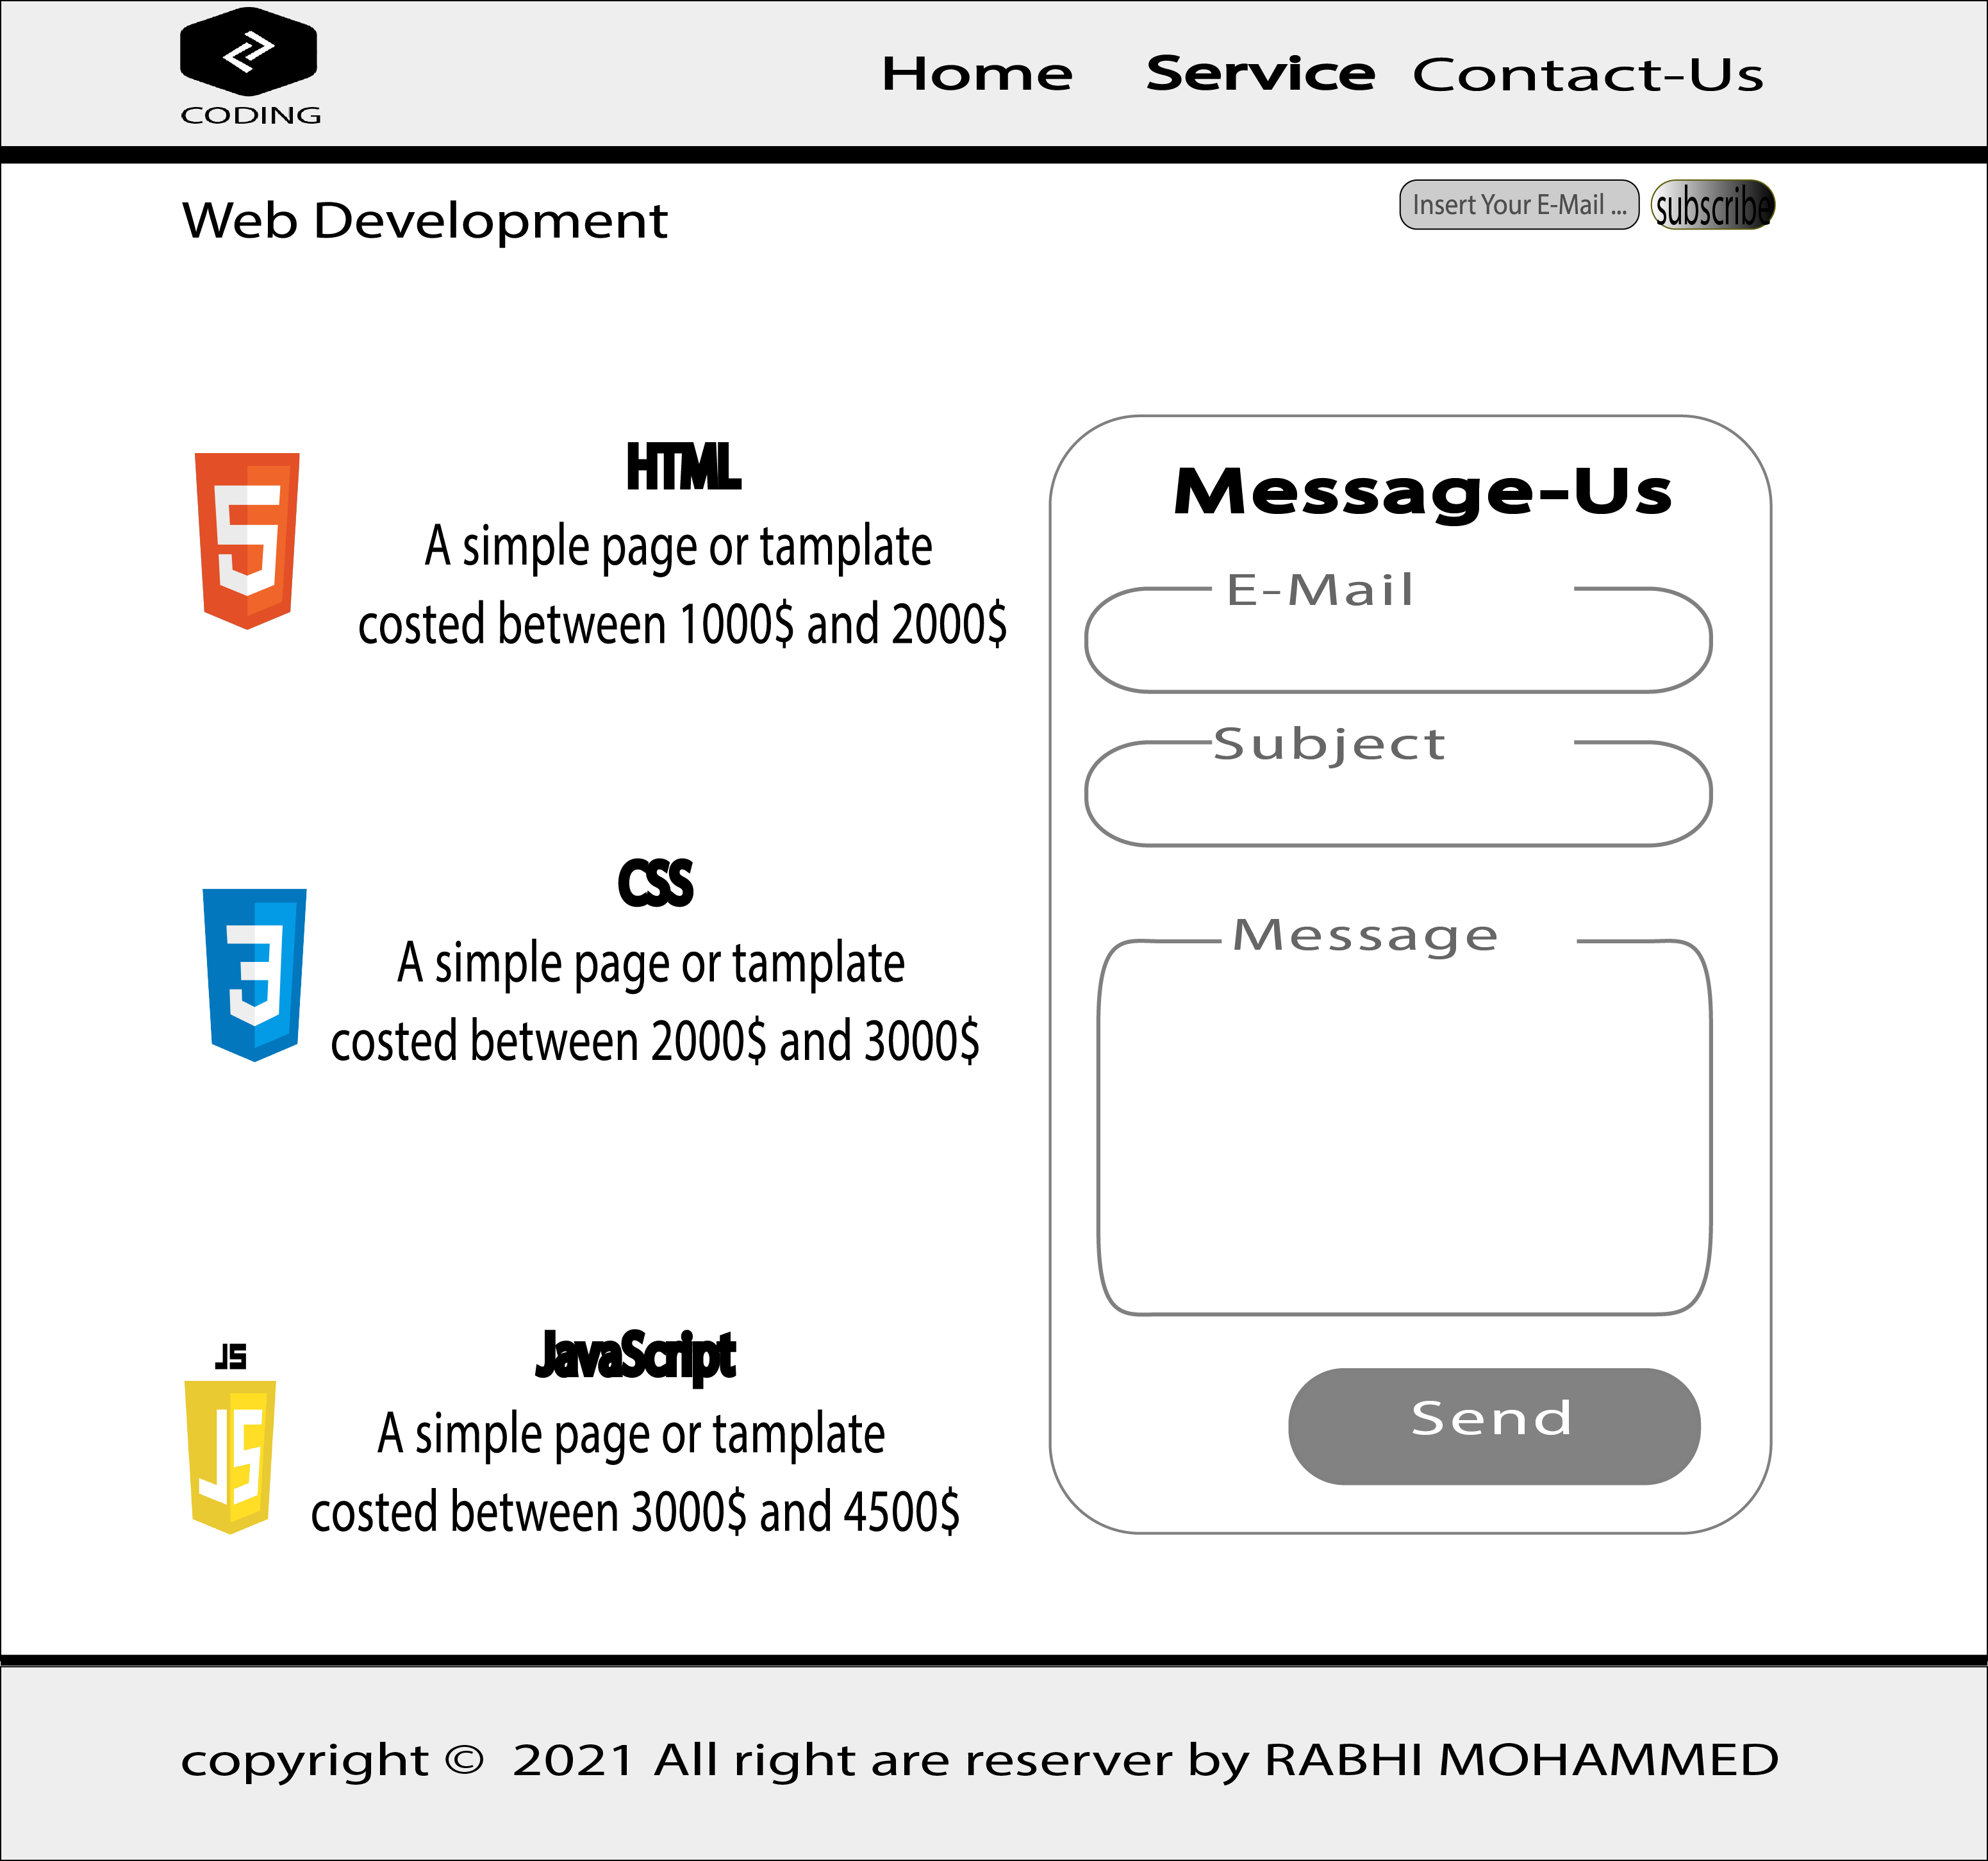 CODING
Home Service Contact-Us
Web Development
Insert Your E-Mail ... subscribe
HTML
A simple page or tamplate
costed between 1000$ and 2000$
CSS
A simple page or tamplate
costed between 2000$ and 3000$
JS
JS
JavaScript
A simple page or tamplate
costed between 3000$ and 4500$
Message-Us
E-Mail
Subject
Message
Send
copyright © 2021 All right are reserver by RABHI MOHAMMED